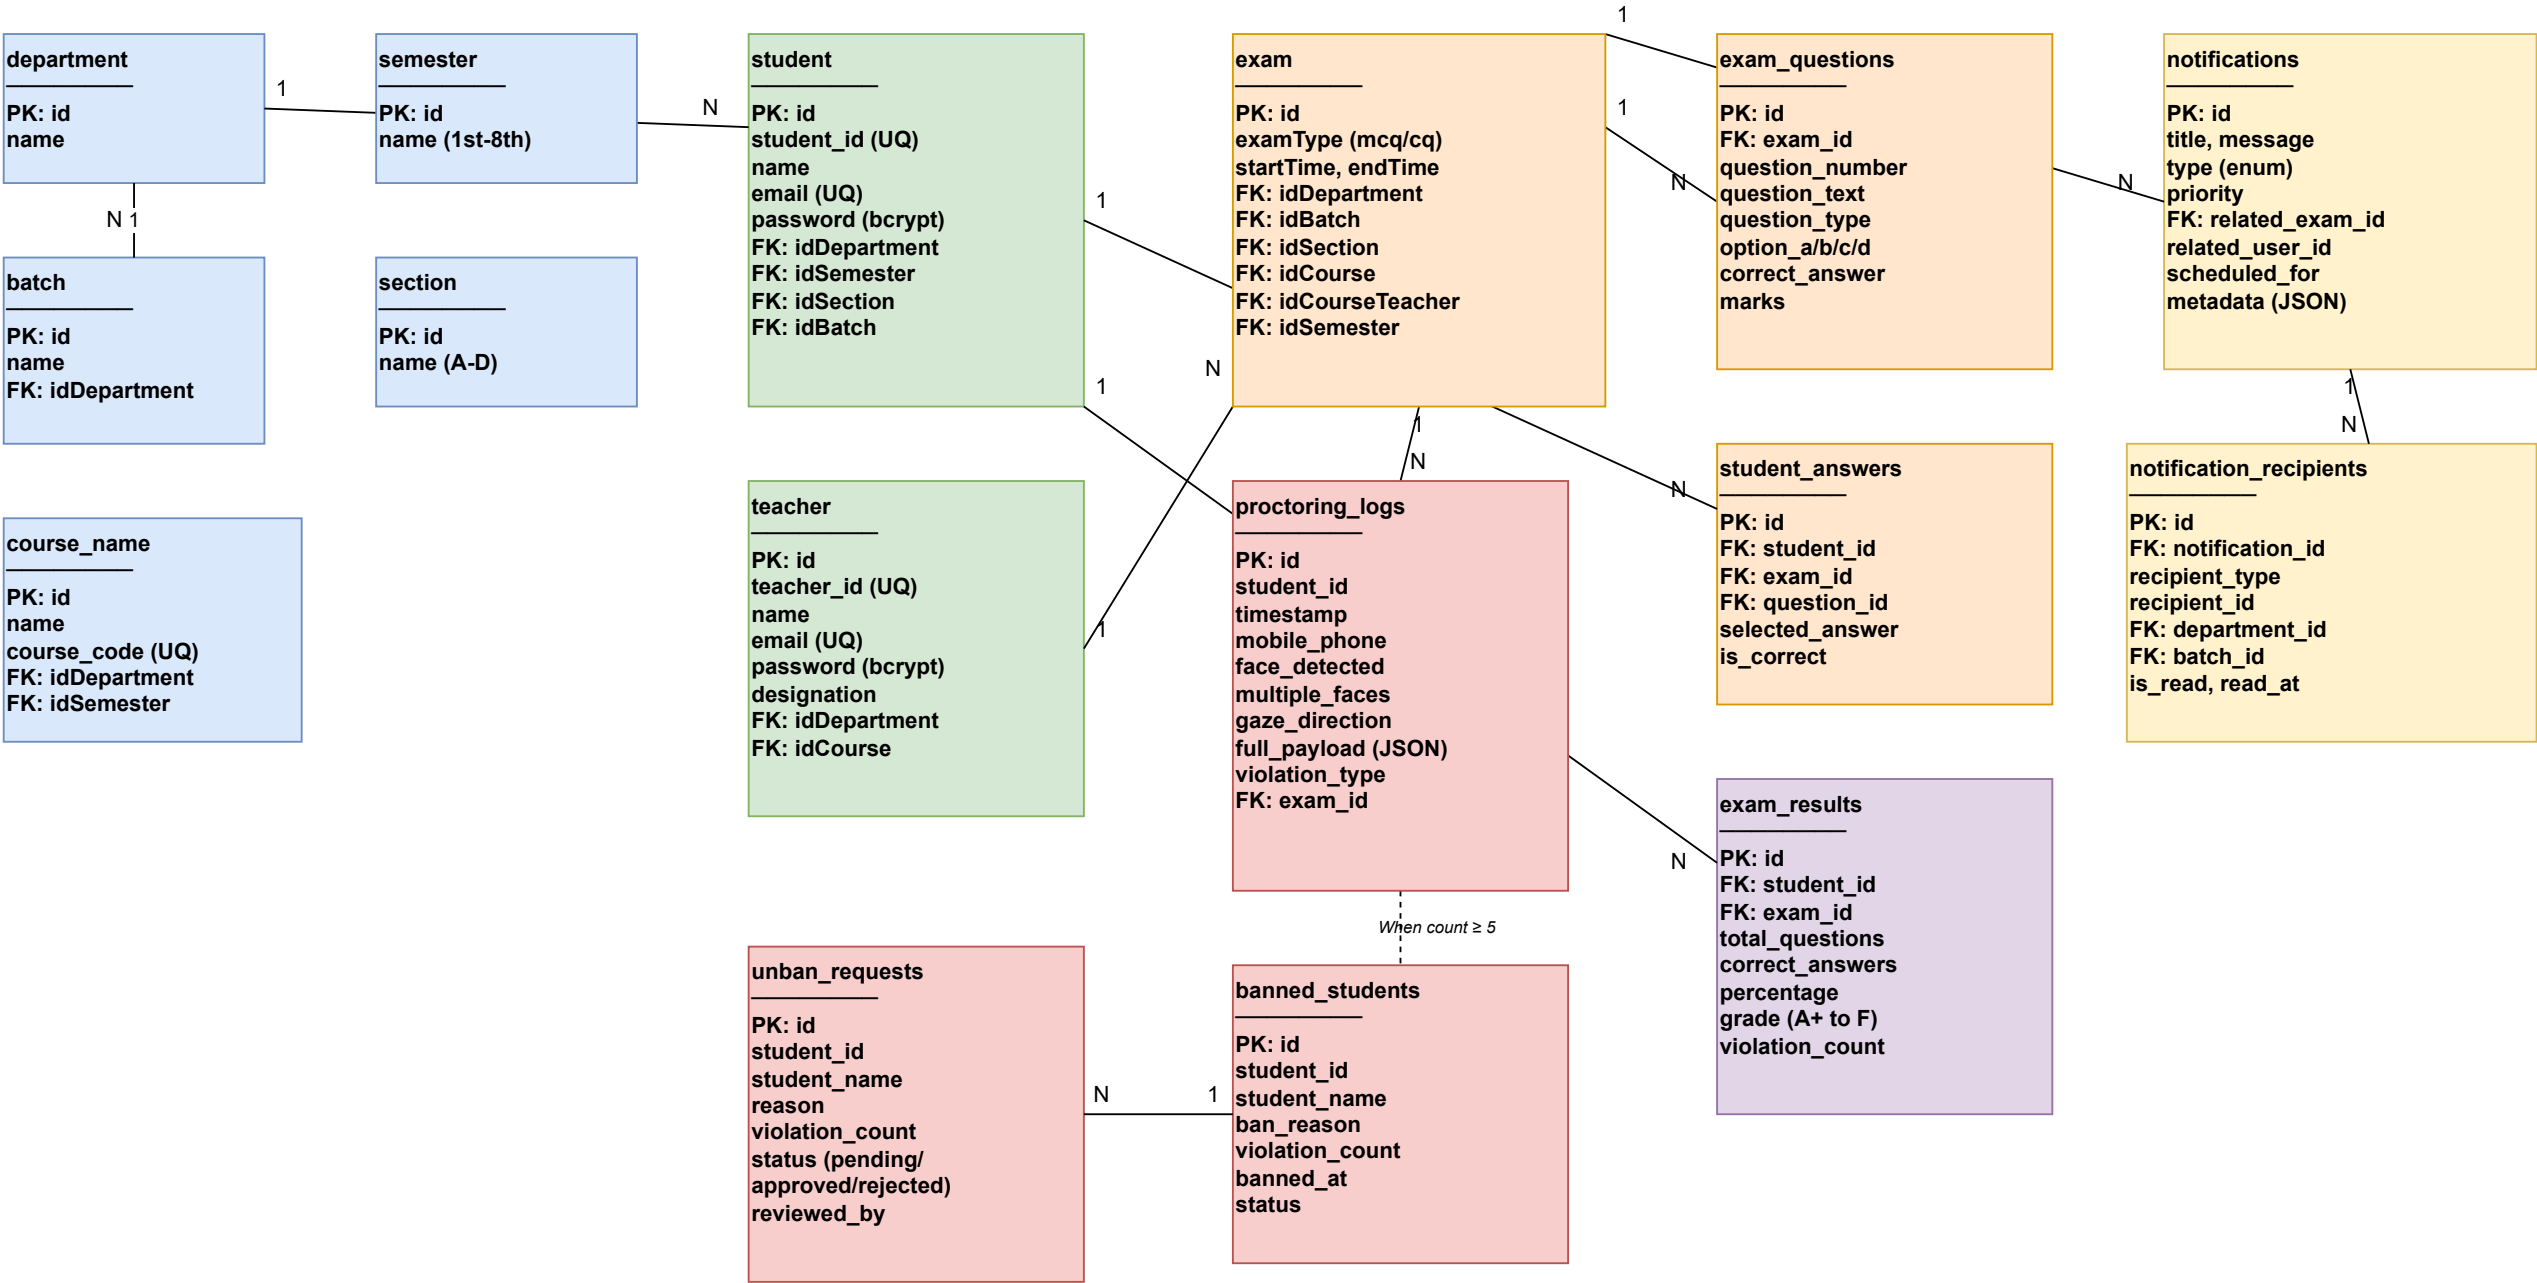 department
PK: id
name
1
semester
PK: id
name (1st-8th)
N
student
PK: id
student_id (UQ)
name
email (UQ)
password (bcrypt)
FK: idDepartment
FK: idSemester
FK: idSection
FK: idBatch
1
1
exam
PK: id
examType (mcq/cq)
startTime, endTime
FK: idDepartment
FK: idBatch
FK: idSection
FK: idCourse
FK: idCourseTeacher
FK: idSemester
N
1
1
N
exam_questions
PK: id
FK: exam_id
question_number
question_text
question_type
option_a/b/c/d
correct_answer
marks
N
notifications
PK: id
title, message
type (enum)
priority
FK: related_exam_id
related_user_id
scheduled_for
metadata (JSON)
1
N
N 1
batch
PK: id
name
FK: idDepartment
section
PK: id
name (A-D)
course_name
PK: id
name
course_code (UQ)
FK: idDepartment
FK: idSemester
teacher
PK: id
teacher_id (UQ)
name
email (UQ)
password (bcrypt)
designation
FK: idDepartment
FK: idCourse
1
1
N
proctoring_logs
PK: id
student_id
timestamp
mobile_phone
face_detected
multiple_faces
gaze_direction
full_payload (JSON)
violation_type
FK: exam_id
N
student_answers
PK: id
FK: student_id
FK: exam_id
FK: question_id
selected_answer
is_correct
notification_recipients
PK: id
FK: notification_id
recipient_type
recipient_id
FK: department_id
FK: batch_id
is_read, read_at
N
exam_results
PK: id
FK: student_id
FK: exam_id
total_questions
correct_answers
percentage
grade (A+ to F)
violation_count
When count ≥ 5
unban_requests
PK: id
student_id
student_name
reason
violation_count
status (pending/
approved/rejected)
reviewed_by
N
1
banned_students
PK: id
student_id
student_name
ban_reason
violation_count
banned_at
status